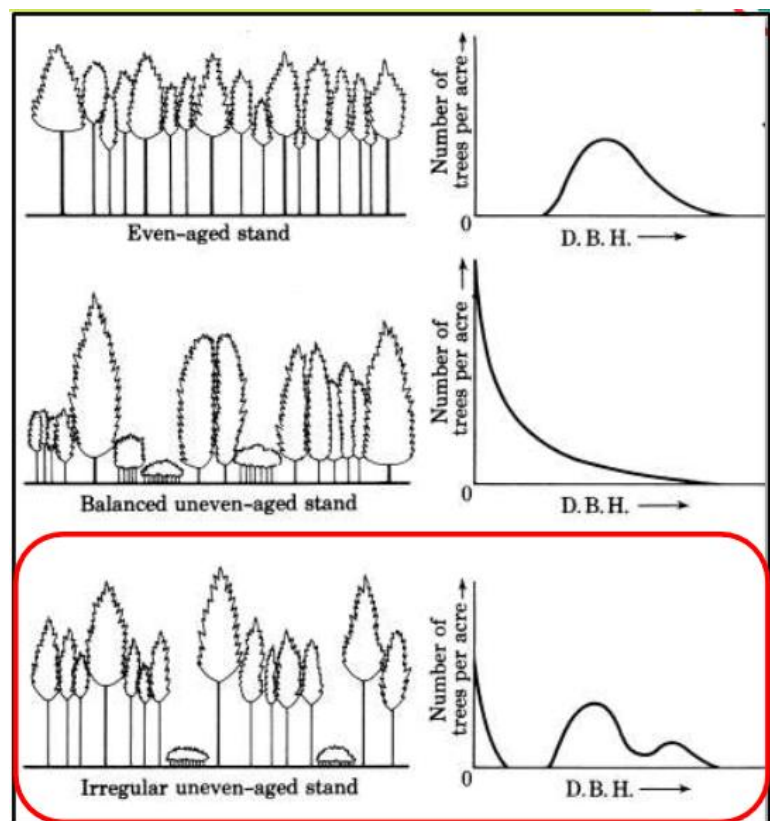 Number of
trees per acre →
0
D. B. H. →
Even-aged stand
Number of
trees per acre →
0
D. B. H. →
Balanced uneven-aged stand
Number of
trees per acre →
0
D. B. H. →
Irregular uneven-aged stand